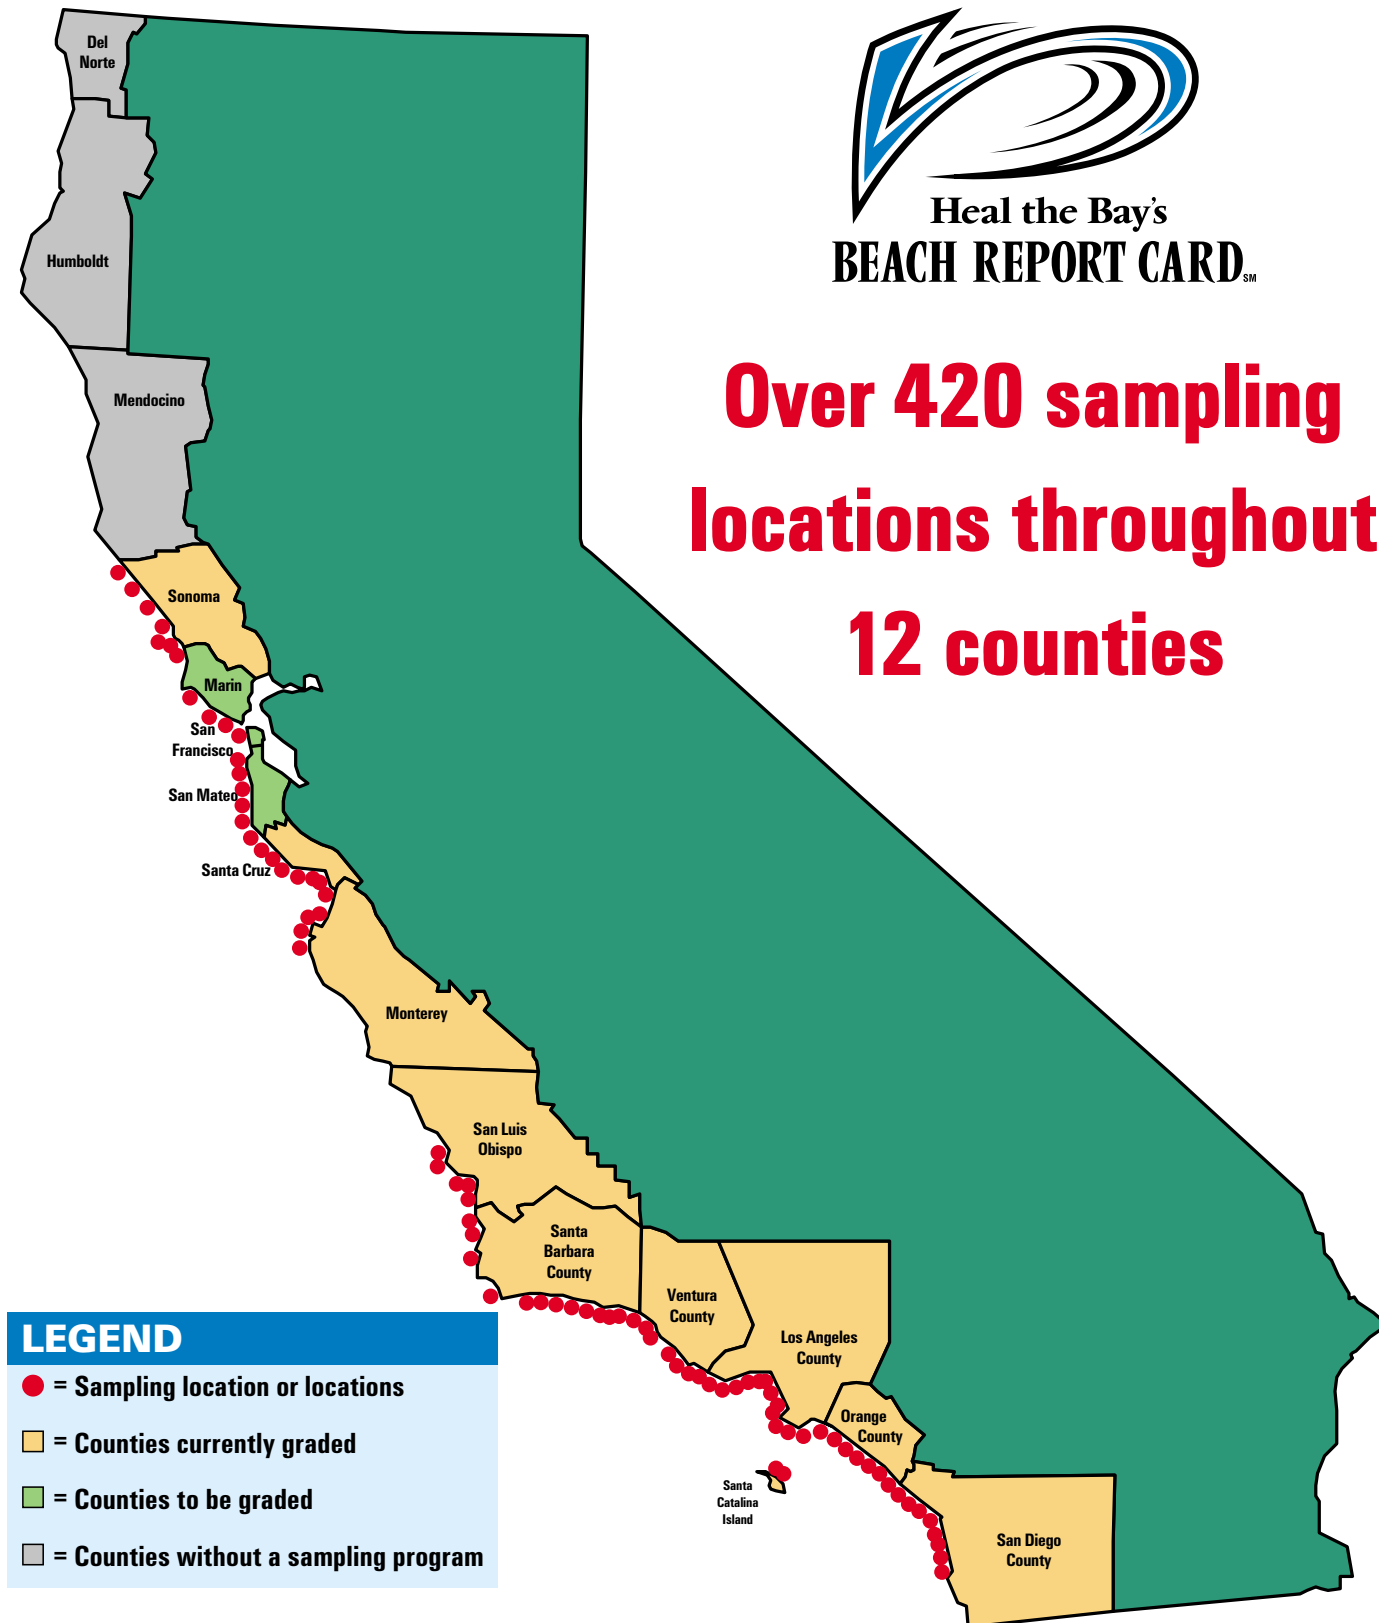 Del
Norte
Humboldt
Mendocino
Sonoma
Marin
San
Francisco
San Mateo
Santa Cruz
Monterey
San Luis
Obispo
Santa
Barbara
County
Ventura
County
Los Angeles
County
Orange
County
Santa
Catalina
Island
San Diego
County
Heal the Bay's
BEACH REPORT CARD SM
Over 420 sampling
locations throughout
12 counties
LEGEND
= Sampling location or locations
= Counties currently graded
= Counties to be graded
= Counties without a sampling program